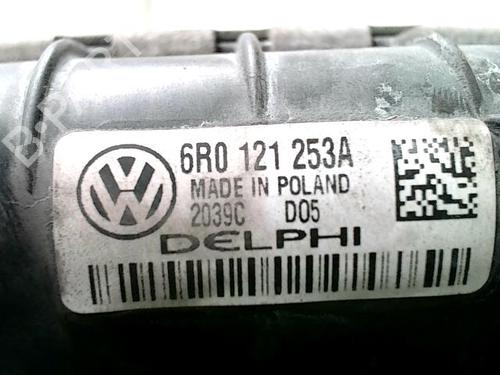 6R0 121 253A
MADE IN POLAND
2039C D05
DELPHI